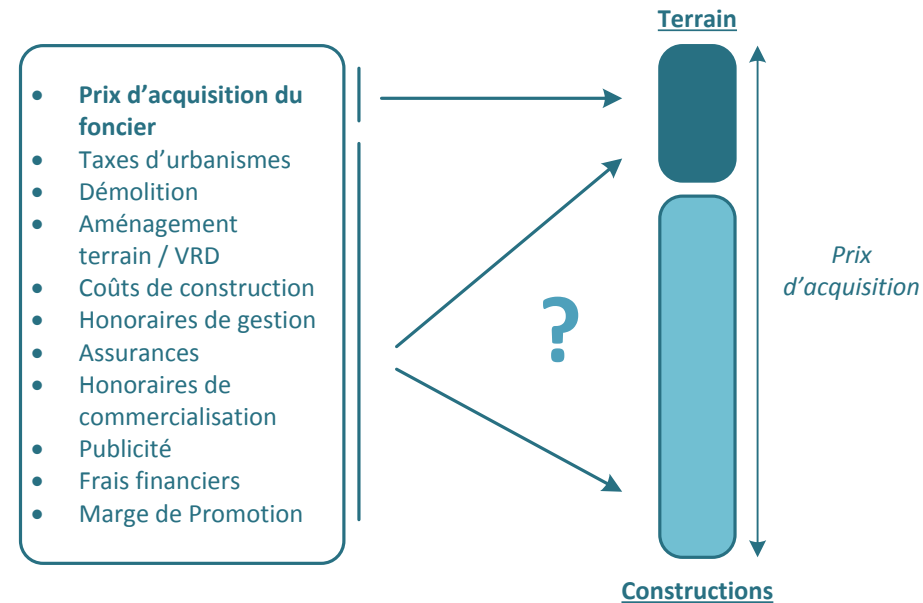 Terrain
• Prix d'acquisition du
foncier
• Taxes d'urbanismes
• Démolition
• Aménagement
terrain / VRD
• Coûts de construction
• Honoraires de gestion
• Assurances
• Honoraires de
commercialisation
• Publicité
• Frais financiers
• Marge de Promotion
?
Prix
d'acquisition
Constructions